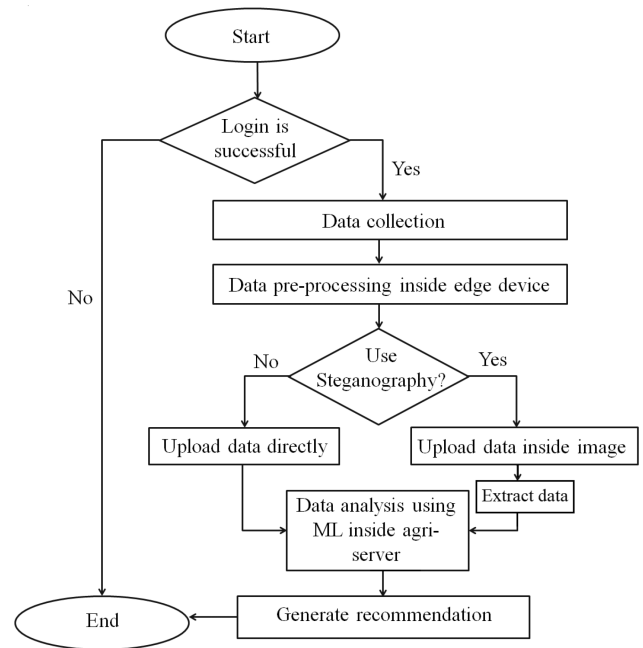 Start
Login is
successful
Yes
Data collection
Data pre-processing inside edge device
No
Use
Steganography?
No
Yes
Upload data directly
Upload data inside image
Extract data
Data analysis using
ML inside agri-
server
Generate recommendation
End